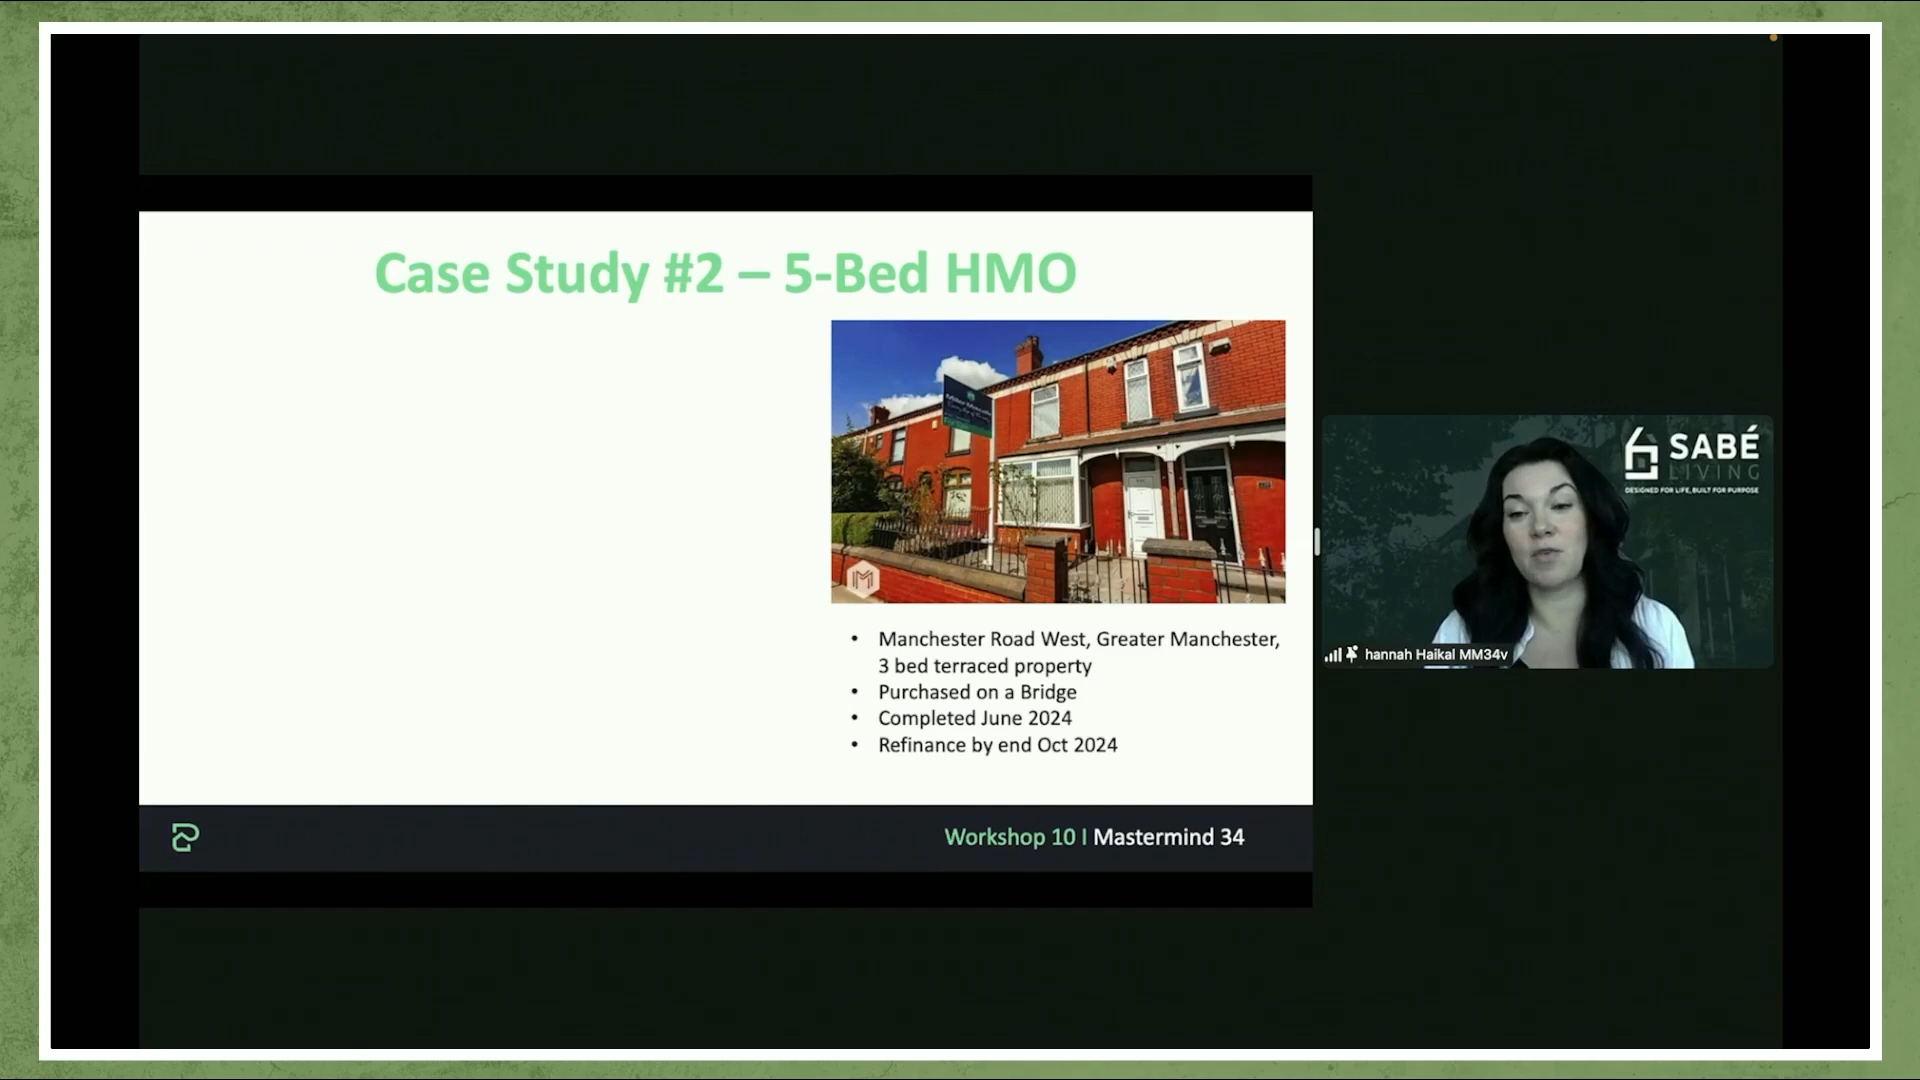 Case Study #2 – 5-Bed HMO
• Manchester Road West, Greater Manchester,
3 bed terraced property
• Purchased on a Bridge
• Completed June 2024
• Refinance by end Oct 2024
Workshop 10 I Mastermind 34
SABÉ
LIVING
DESIGNED FOR LIFE, BUILT FOR PURPOSE
hannah Haikal MM34v